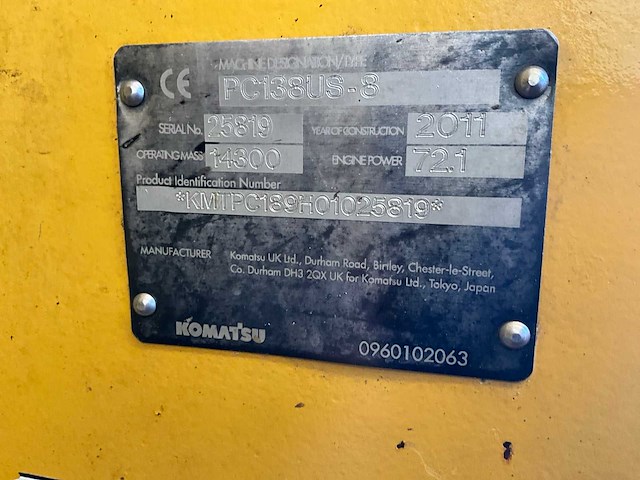 CE
MACHINE DESIGNATION/TYPE
PC138US-8
SERIAL No. 25819 YEAR OF CONSTRUCTION 2011
OPERATING MASS 14300 ENGINE POWER 72.1
Product Identification Number
*KMTPC189H01025819*
MANUFACTURER Komatsu UK Ltd., Durham Road, Birtley, Chester-le-Street,
Co. Durham DH3 2QX UK for Komatsu Ltd., Tokyo, Japan
KOMATSU
0960102063